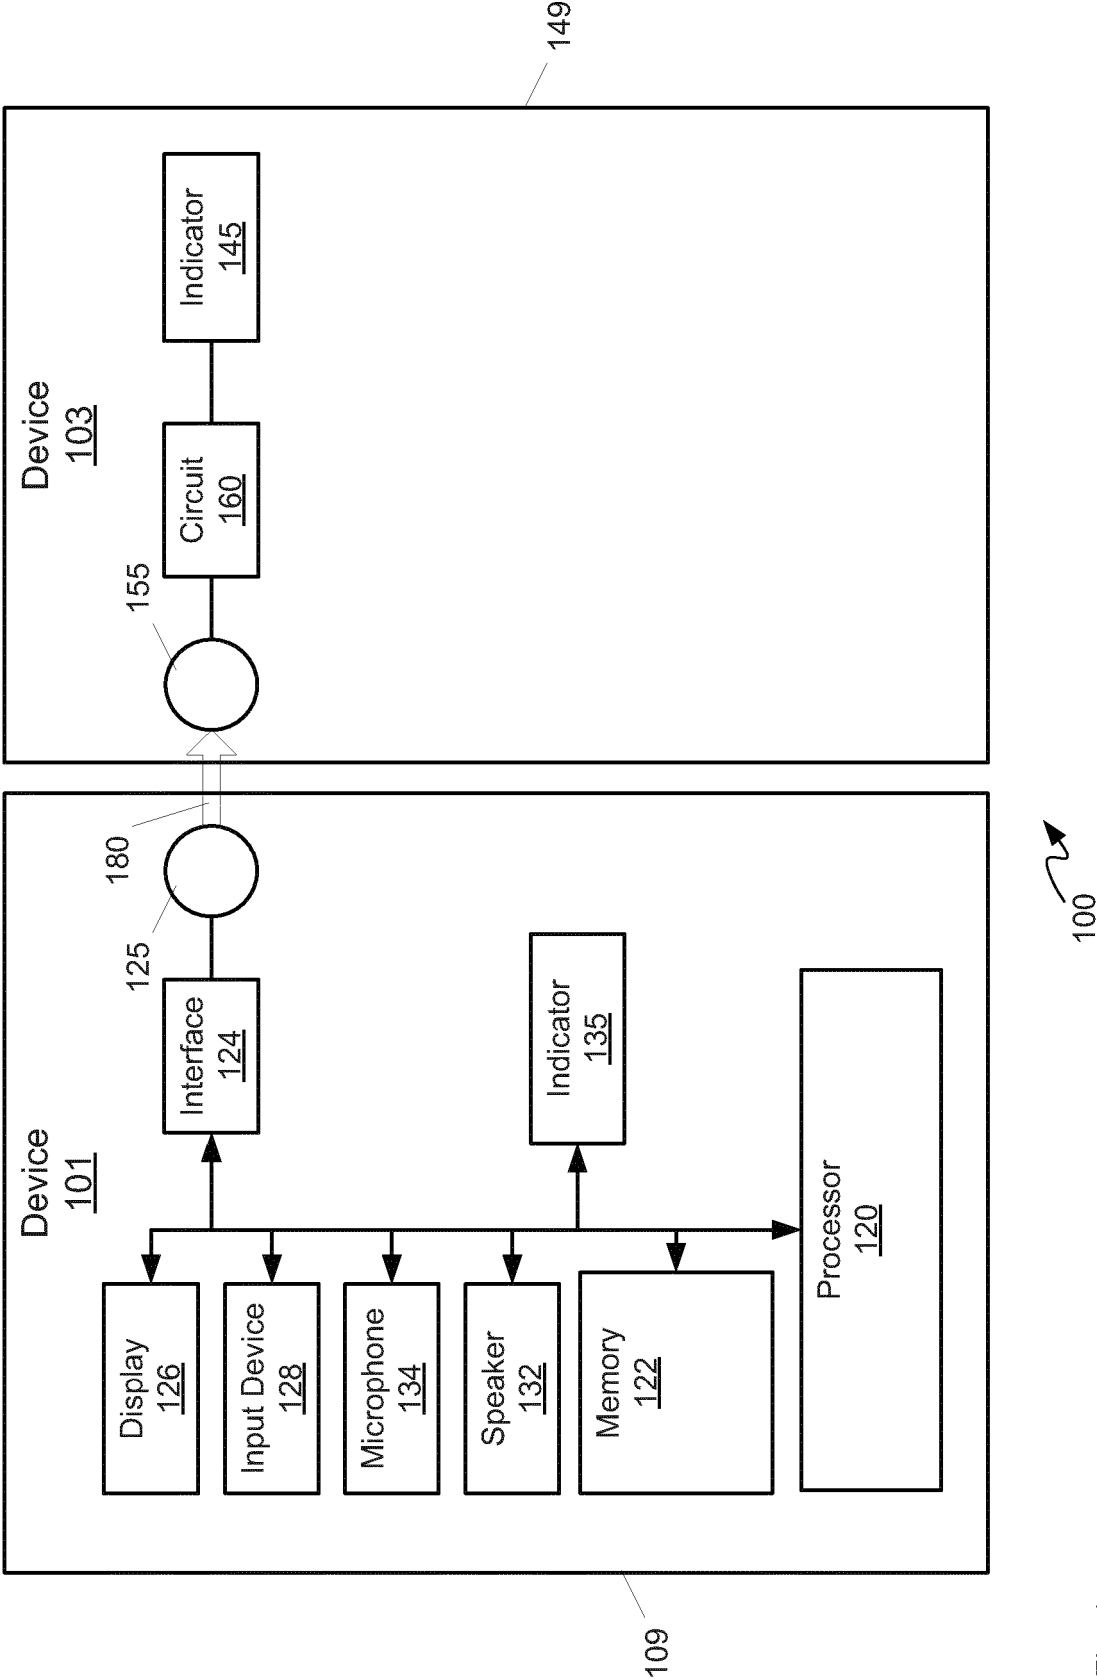 Device
101
Device
103
Display
126
Input Device
128
Microphone
134
Speaker
132
Memory
122
Processor
120
Interface
124
Indicator
135
125
180
155
Circuit
160
Indicator
145
109
149
100